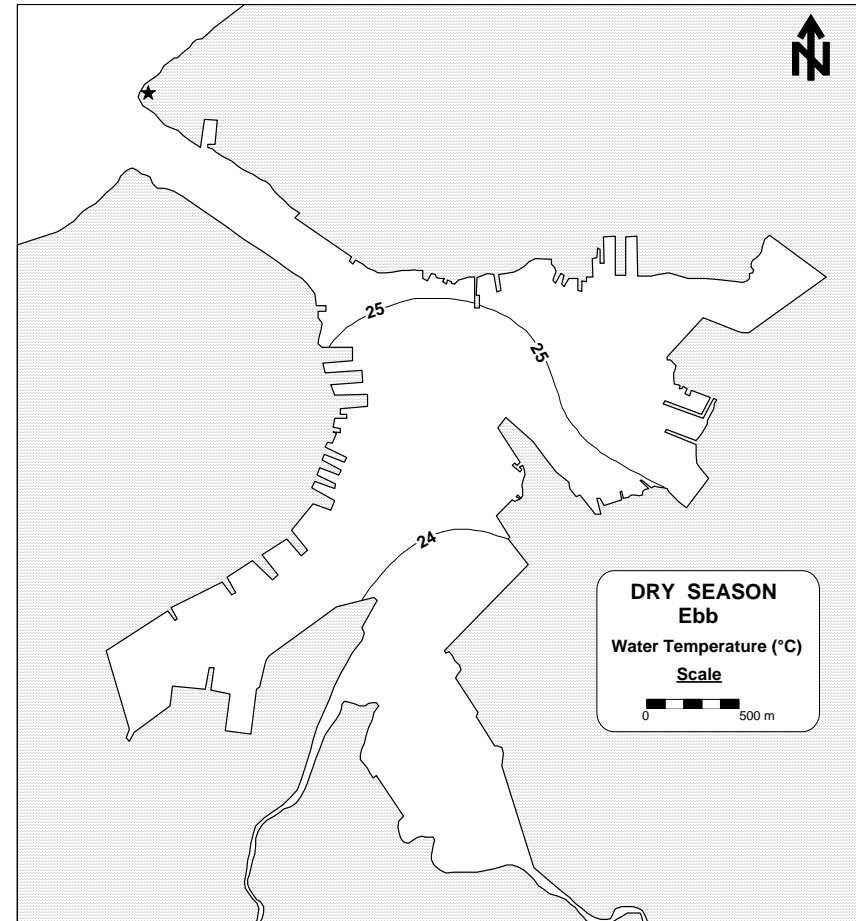 N
25
25
24
DRY SEASON
Ebb
Water Temperature (°C)
Scale
0 500 m